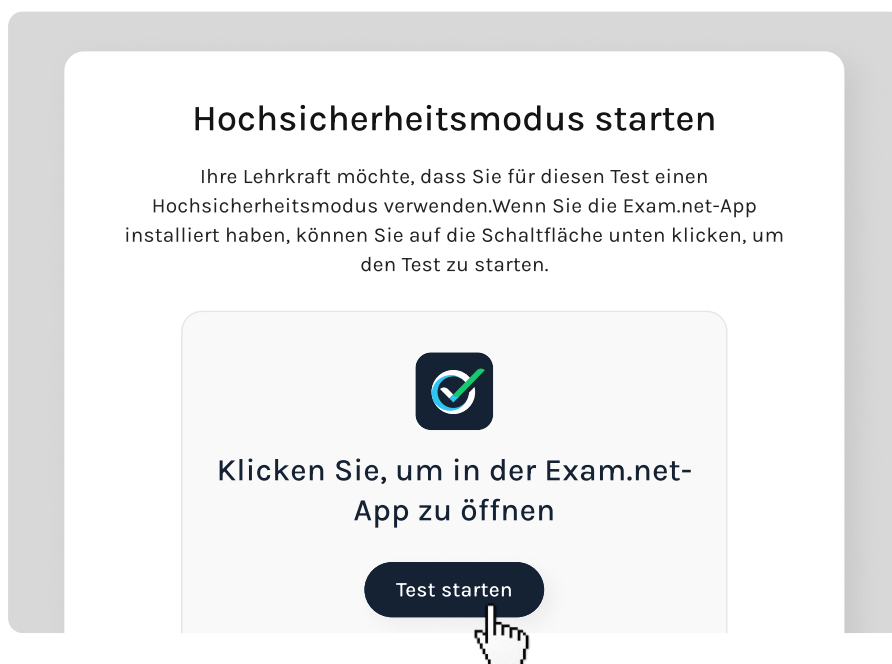 Hochsicherheitsmodus starten
Ihre Lehrkraft möchte, dass Sie für diesen Test einen
Hochsicherheitsmodus verwenden.Wenn Sie die Exam.net-App
installiert haben, können Sie auf die Schaltfläche unten klicken, um
den Test zu starten.
Klicken Sie, um in der Exam.net-
App zu öffnen
Test starten